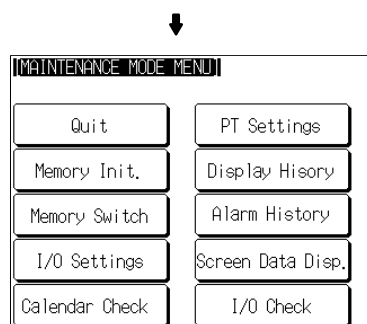 [MAINTENANCE MODE MENU]
Quit PT Settings
Memory Init. Display Hisory
Memory Switch Alarm History
I/O Settings Screen Data Disp.
Calendar Check I/O Check